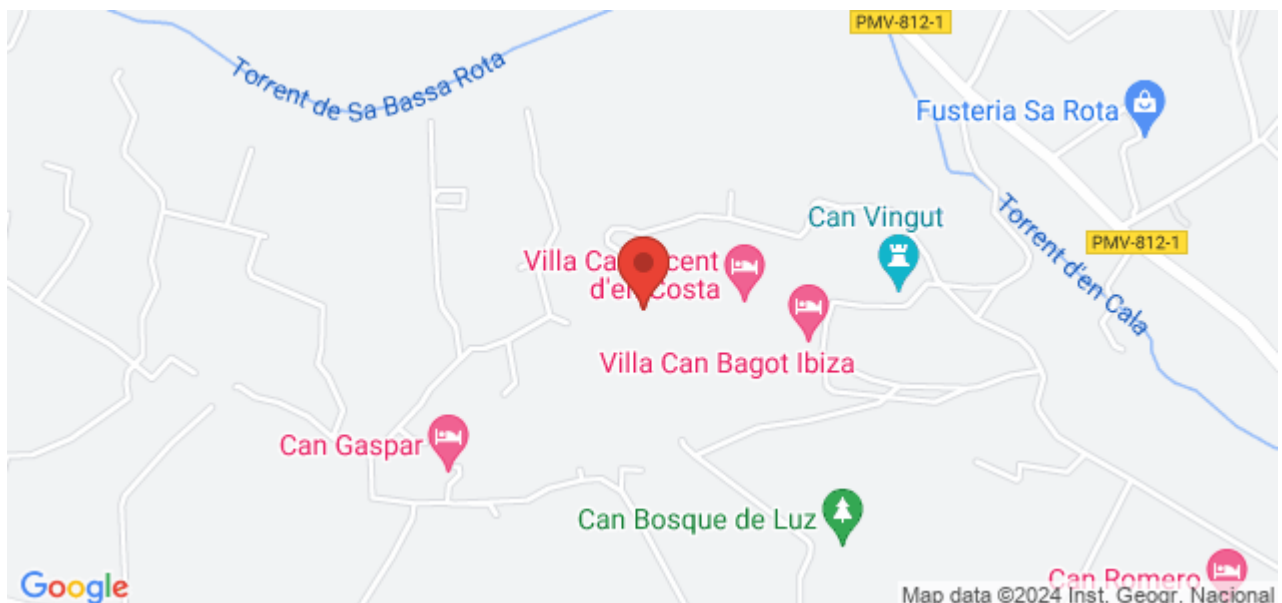 PMV-812-1
Torrent de Sa Bassa Rota
Fusteria Sa Rota
Can Vingut
PMV-812-1
Villa Ca cent
d'en Costa
Torrent d'en Cala
Villa Can Bagot Ibiza
Can Gaspar
Can Bosque de Luz
Can Romero
Google
Map data ©2024 Inst. Geogr. Nacional